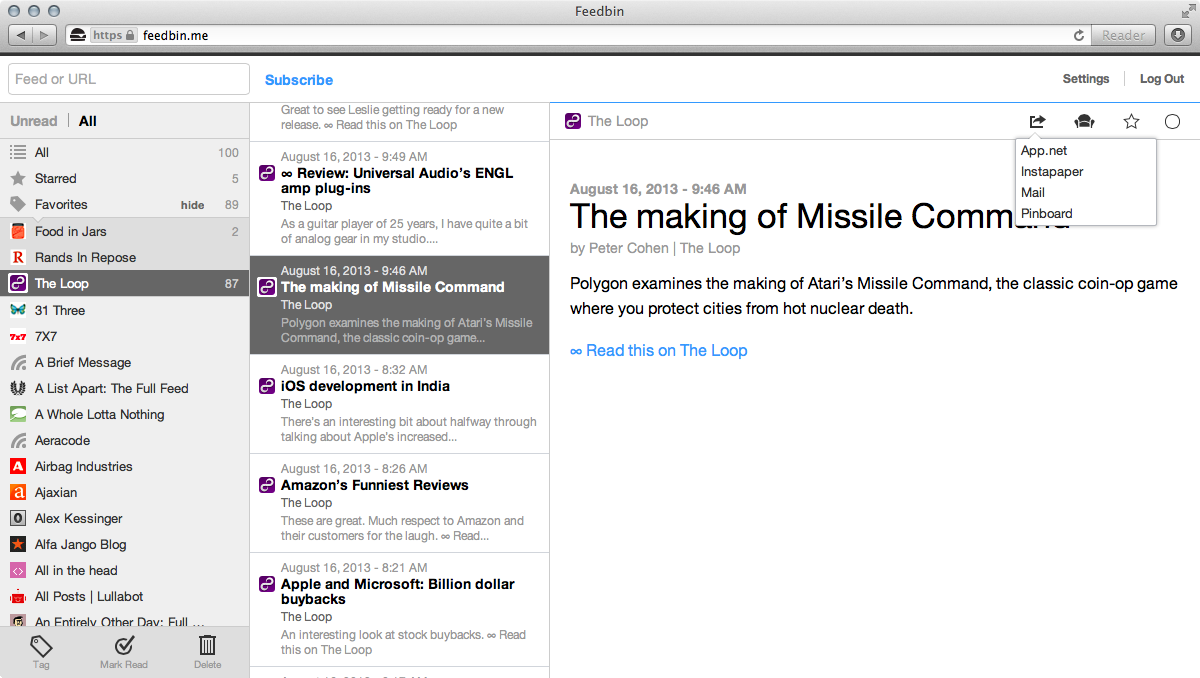 Feedbin
https feedbin.me
Reader
Feed or URL
Subscribe
Settings
Log Out
Unread
All
All 100
Starred 5
Favorites hide 89
Food in Jars 2
Rands In Repose
The Loop 87
31 Three
7X7
A Brief Message
A List Apart: The Full Feed
A Whole Lotta Nothing
Aeracode
Airbag Industries
Ajaxian
Alex Kessinger
Alfa Jango Blog
All in the head
All Posts | Lullabot
An Entirely Other Day: Full ...
Tag
Mark Read
Delete
Great to see Leslie getting ready for a new
release. ∞ Read this on The Loop
August 16, 2013 - 9:49 AM
∞ Review: Universal Audio’s ENGL
amp plug-ins
The Loop
As a guitar player of 25 years, I have quite a bit
of analog gear in my studio....
August 16, 2013 - 9:46 AM
The making of Missile Command
The Loop
Polygon examines the making of Atari's Missile
Command, the classic coin-op game...
August 16, 2013 - 8:32 AM
iOS development in India
The Loop
There's an interesting bit about halfway through
talking about Apple's increased...
August 16, 2013 - 8:26 AM
Amazon’s Funniest Reviews
The Loop
These are great. Much respect to Amazon and
their customers for the laugh. ∞ Read...
August 16, 2013 - 8:21 AM
Apple and Microsoft: Billion dollar
buybacks
The Loop
An interesting look at stock buybacks. ∞ Read
this on The Loop
The Loop
App.net
Instapaper
Mail
Pinboard
August 16, 2013 - 9:46 AM
The making of Missile Command
by Peter Cohen | The Loop
Polygon examines the making of Atari’s Missile Command, the classic coin-op game
where you protect cities from hot nuclear death.
∞ Read this on The Loop